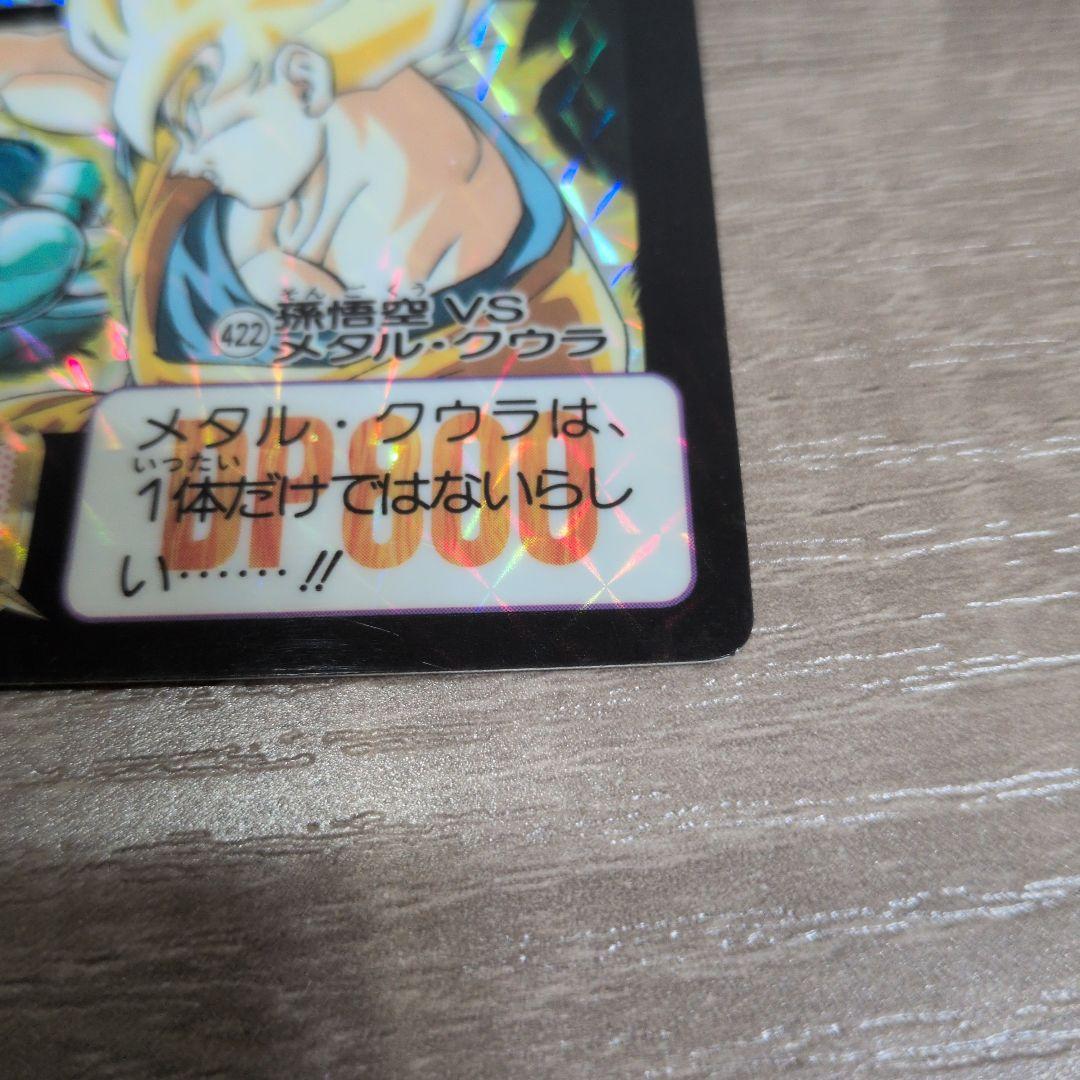 そんごくう
422 孫悟空 VS
メタル・クウラ
メタル・クウラは、
いったい
1体だけではないらし
い……!!
DP800